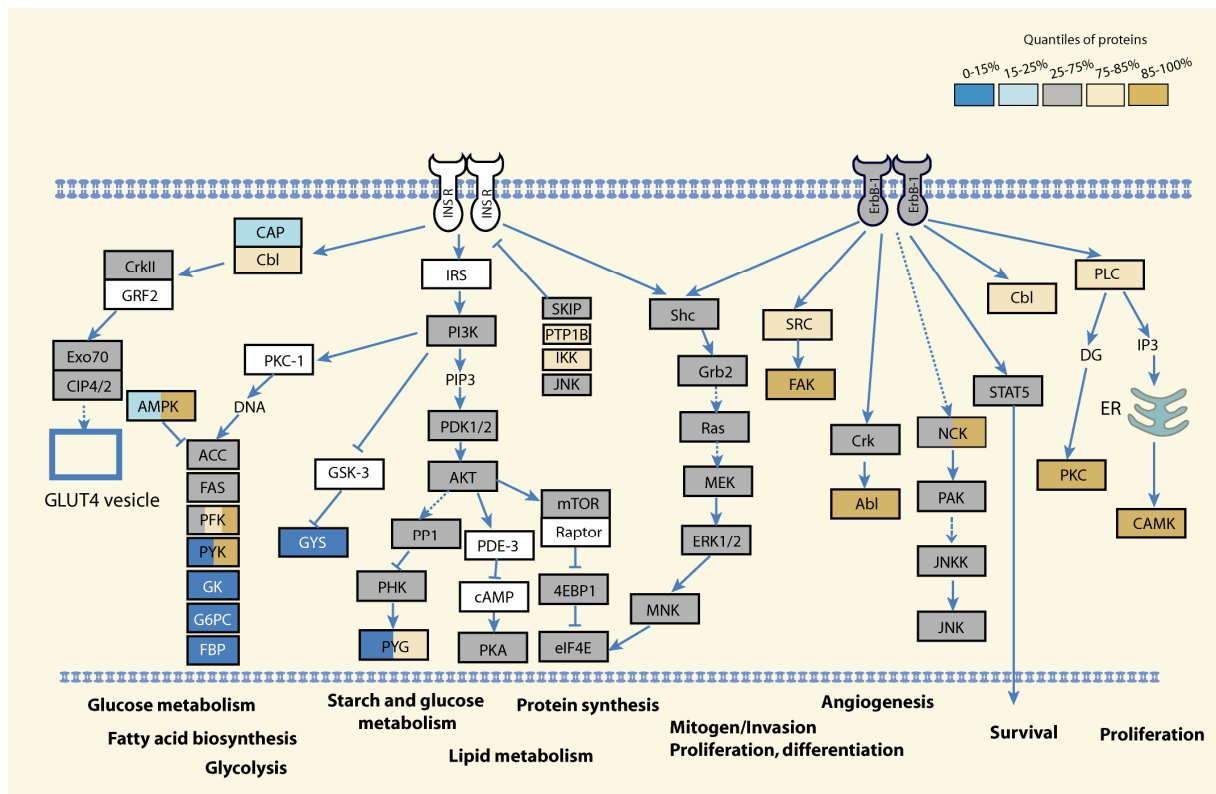 Quantiles of proteins
0-15%
15-25%
25-75%
75-85%
85-100%
INS R
INS R
ErbB-1
ErbB-1
CAP
Cbl
CrkII
GRF2
IRS
PLC
Cbl
SKIP
PTP1B
IKK
JNK
Shc
SRC
PI3K
Exo70
CIP4/2
PKC-1
DG
IP3
PIP3
Grb2
FAK
STAT5
AMPK
DNA
ER
PDK1/2
Ras
Crk
NCK
ACC
GLUT4 vesicle
FAS
PFK
PYK
GK
G6PC
FBP
GSK-3
AKT
MEK
PKC
mTOR
Raptor
Abl
PAK
CAMK
GYS
PP1
PDE-3
ERK1/2
JNKK
PHK
cAMP
4EBP1
MNK
JNK
PYG
PKA
eIF4E
Glucose metabolism
Fatty acid biosynthesis
Glycolysis
Starch and glucose
metabolism
Lipid metabolism
Protein synthesis
Mitogen/Invasion
Proliferation, differentiation
Angiogenesis
Survival
Proliferation